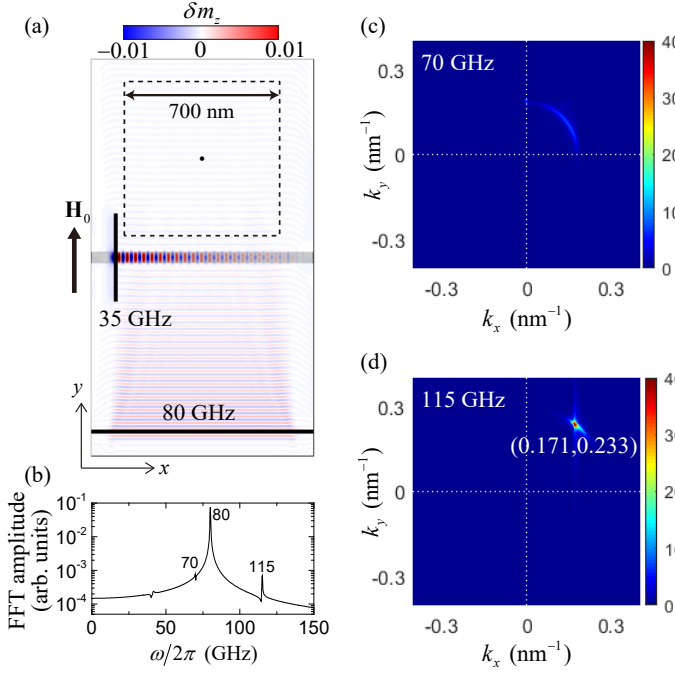 (a)
δm_z
−0.01 0 0.01
700 nm
H₀
35 GHz
80 GHz
y
x
(b)
FFT amplitude
(arb. units)
10⁻¹
10⁻²
10⁻³
10⁻⁴
70
80
115
0 50 100 150
ω/2π (GHz)
(c)
70 GHz
k_y (nm⁻¹)
0.3
0
-0.3
-0.3 0 0.3
k_x (nm⁻¹)
40
30
20
10
0
(d)
115 GHz
(0.171,0.233)
k_y (nm⁻¹)
0.3
0
-0.3
-0.3 0 0.3
k_x (nm⁻¹)
40
30
20
10
0